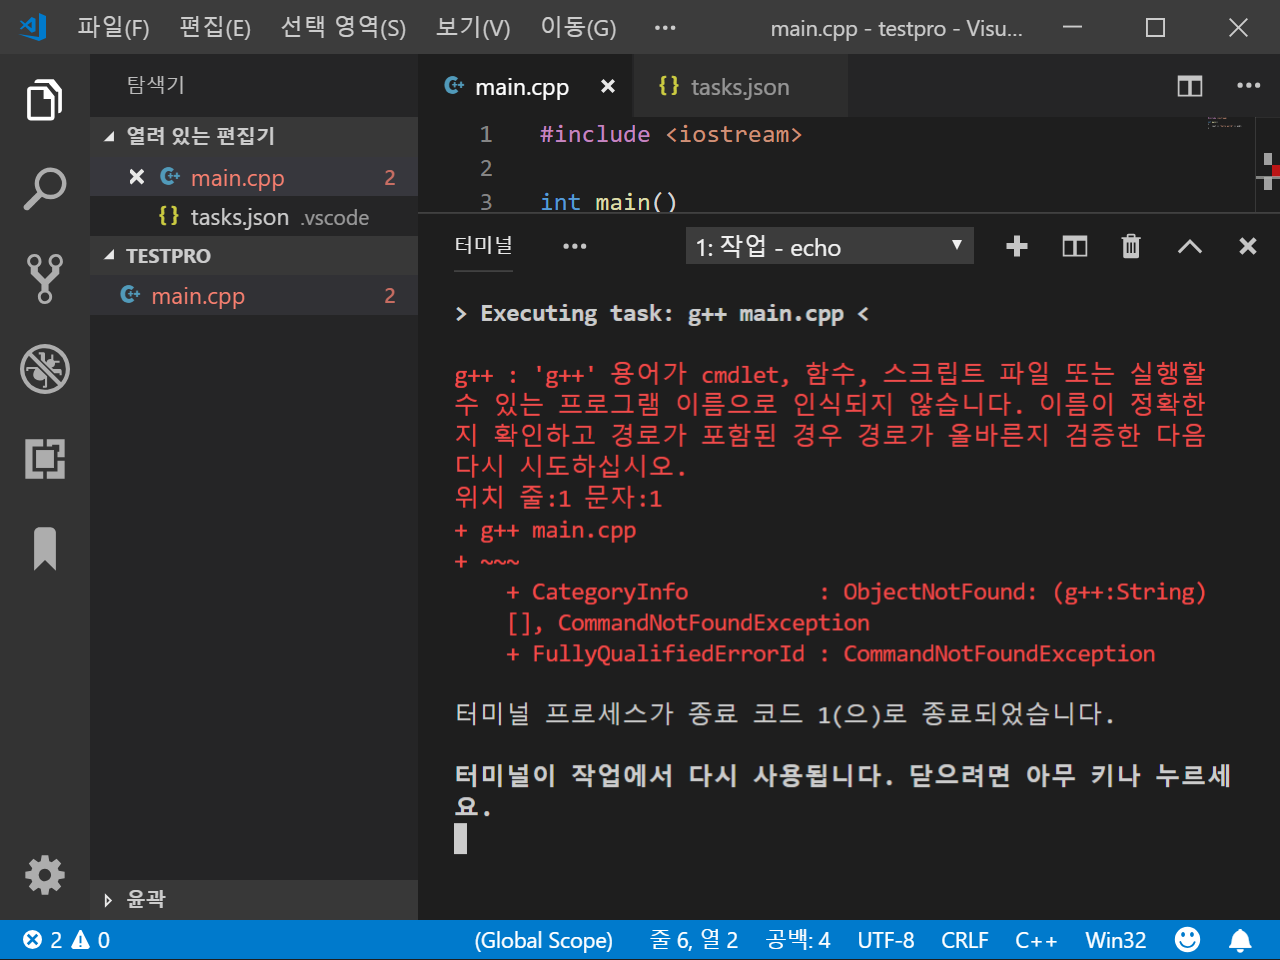 파일(F) 편집(E) 선택 영역(S) 보기(V) 이동(G) ··· main.cpp - testpro - Visu...
탐색기
열려 있는 편집기
main.cpp 2
tasks.json .vscode
TESTPRO
main.cpp 2
윤곽
main.cpp
{} tasks.json
1 #include <iostream>
2
3 int main()
터미널 ··· 1: 작업 - echo
> Executing task: g++ main.cpp <
g++ : 'g++' 용어가 cmdlet, 함수, 스크립트 파일 또는 실행할
수 있는 프로그램 이름으로 인식되지 않습니다. 이름이 정확한
지 확인하고 경로가 포함된 경우 경로가 올바른지 검증한 다음
다시 시도하십시오.
위치 줄:1 문자:1
+ g++ main.cpp
+ ~~~
+ CategoryInfo : ObjectNotFound: (g++:String)
[], CommandNotFoundException
+ FullyQualifiedErrorId : CommandNotFoundException
터미널 프로세스가 종료 코드 1(으)로 종료되었습니다.
터미널이 작업에서 다시 사용됩니다. 닫으려면 아무 키나 누르세
요.
2 0 (Global Scope) 줄 6, 열 2 공백: 4 UTF-8 CRLF C++ Win32